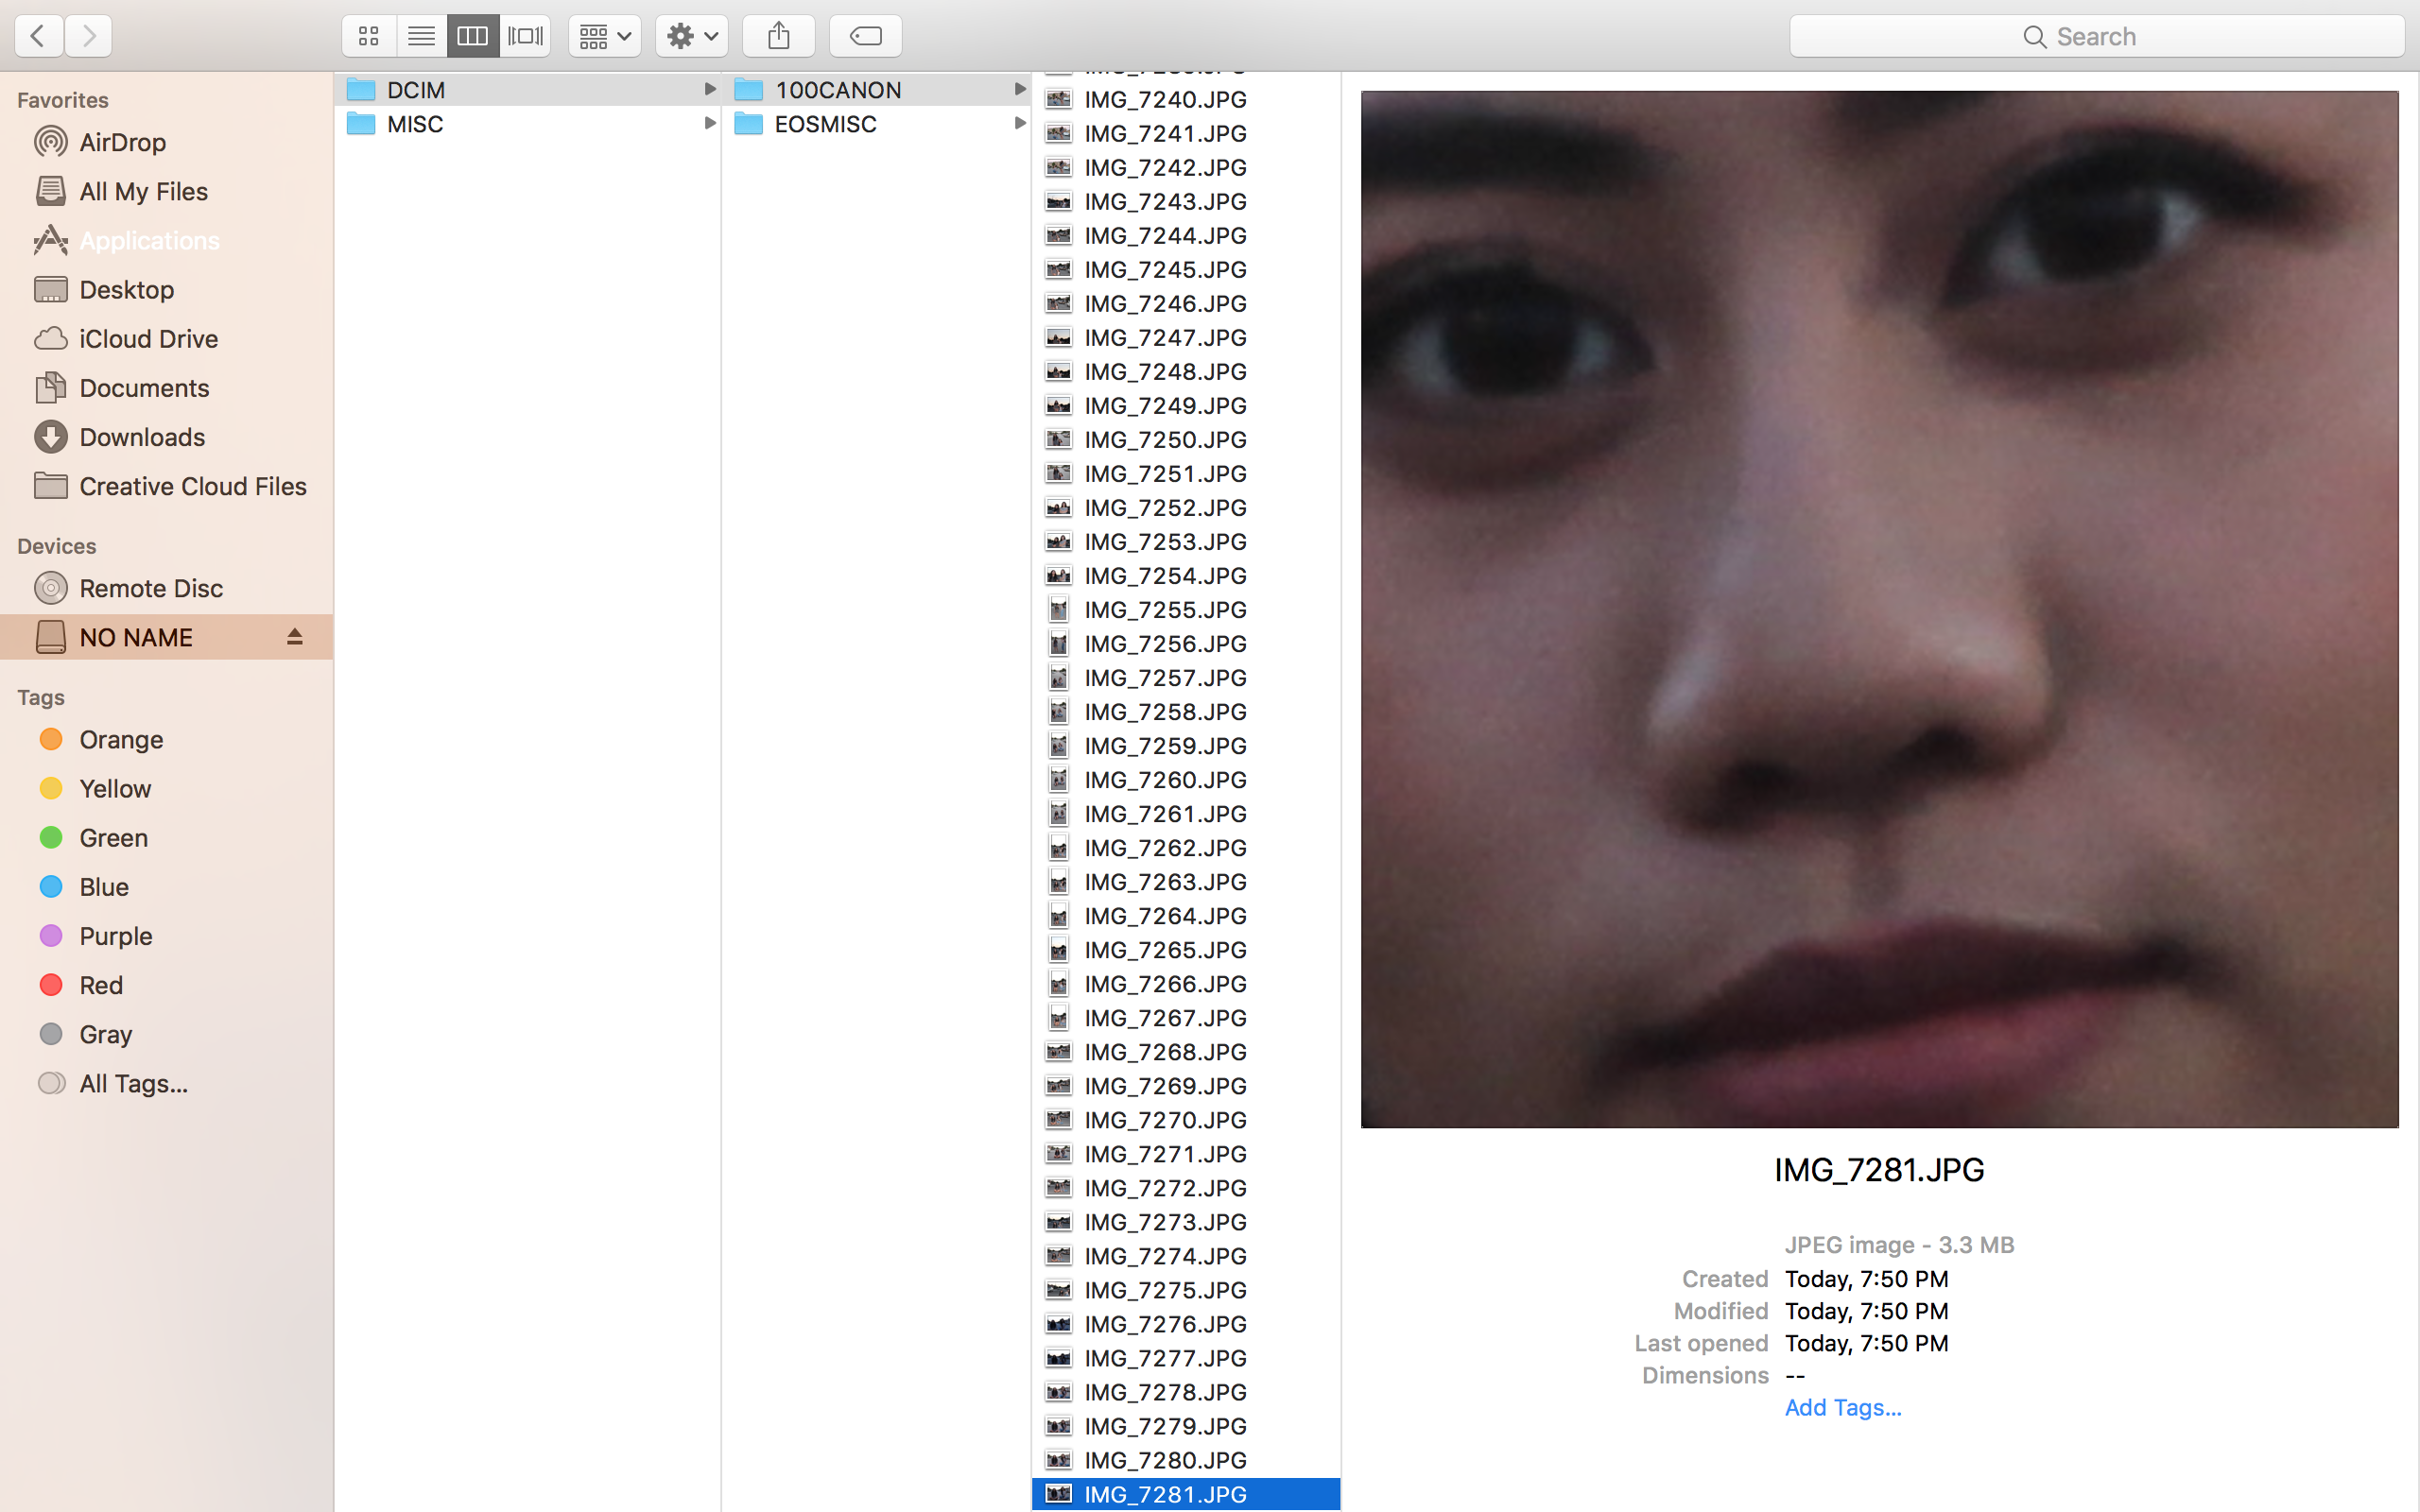 Search
Favorites
AirDrop
All My Files
Applications
Desktop
iCloud Drive
Documents
Downloads
Creative Cloud Files
Devices
Remote Disc
NO NAME
Tags
Orange
Yellow
Green
Blue
Purple
Red
Gray
All Tags...
DCIM
MISC
100CANON
EOSMISC
IMG_7240.JPG
IMG_7241.JPG
IMG_7242.JPG
IMG_7243.JPG
IMG_7244.JPG
IMG_7245.JPG
IMG_7246.JPG
IMG_7247.JPG
IMG_7248.JPG
IMG_7249.JPG
IMG_7250.JPG
IMG_7251.JPG
IMG_7252.JPG
IMG_7253.JPG
IMG_7254.JPG
IMG_7255.JPG
IMG_7256.JPG
IMG_7257.JPG
IMG_7258.JPG
IMG_7259.JPG
IMG_7260.JPG
IMG_7261.JPG
IMG_7262.JPG
IMG_7263.JPG
IMG_7264.JPG
IMG_7265.JPG
IMG_7266.JPG
IMG_7267.JPG
IMG_7268.JPG
IMG_7269.JPG
IMG_7270.JPG
IMG_7271.JPG
IMG_7272.JPG
IMG_7273.JPG
IMG_7274.JPG
IMG_7275.JPG
IMG_7276.JPG
IMG_7277.JPG
IMG_7278.JPG
IMG_7279.JPG
IMG_7280.JPG
IMG_7281.JPG
IMG_7281.JPG
JPEG image - 3.3 MB
Created Today, 7:50 PM
Modified Today, 7:50 PM
Last opened Today, 7:50 PM
Dimensions --
Add Tags...